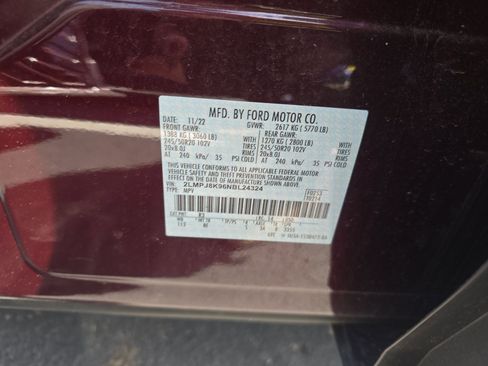 MFD. BY FORD MOTOR CO.
DATE: 11/22 GVWR: 2617 KG ( 5770 LB)
FRONT GAWR: REAR GAWR:
1388 KG ( 3060 LB) WITH 1270 KG ( 2800 LB) WITH
245/50R20 102V TIRES 245/50R20 102V TIRES
20x8.0J RIMS 20x8.0J RIMS
AT 240 kPa/ 35 PSI COLD AT 240 kPa/ 35 PSI COLD
THIS VEHICLE CONFORMS TO ALL APPLICABLE FEDERAL MOTOR
VEHICLE SAFETY AND THEFT PREVENTION STANDARDS IN EFFECT ON
THE DATE OF MANUFACTURE SHOWN ABOVE.
VIN: 2LMPJ8K96NBL24324
TYPE: MPV